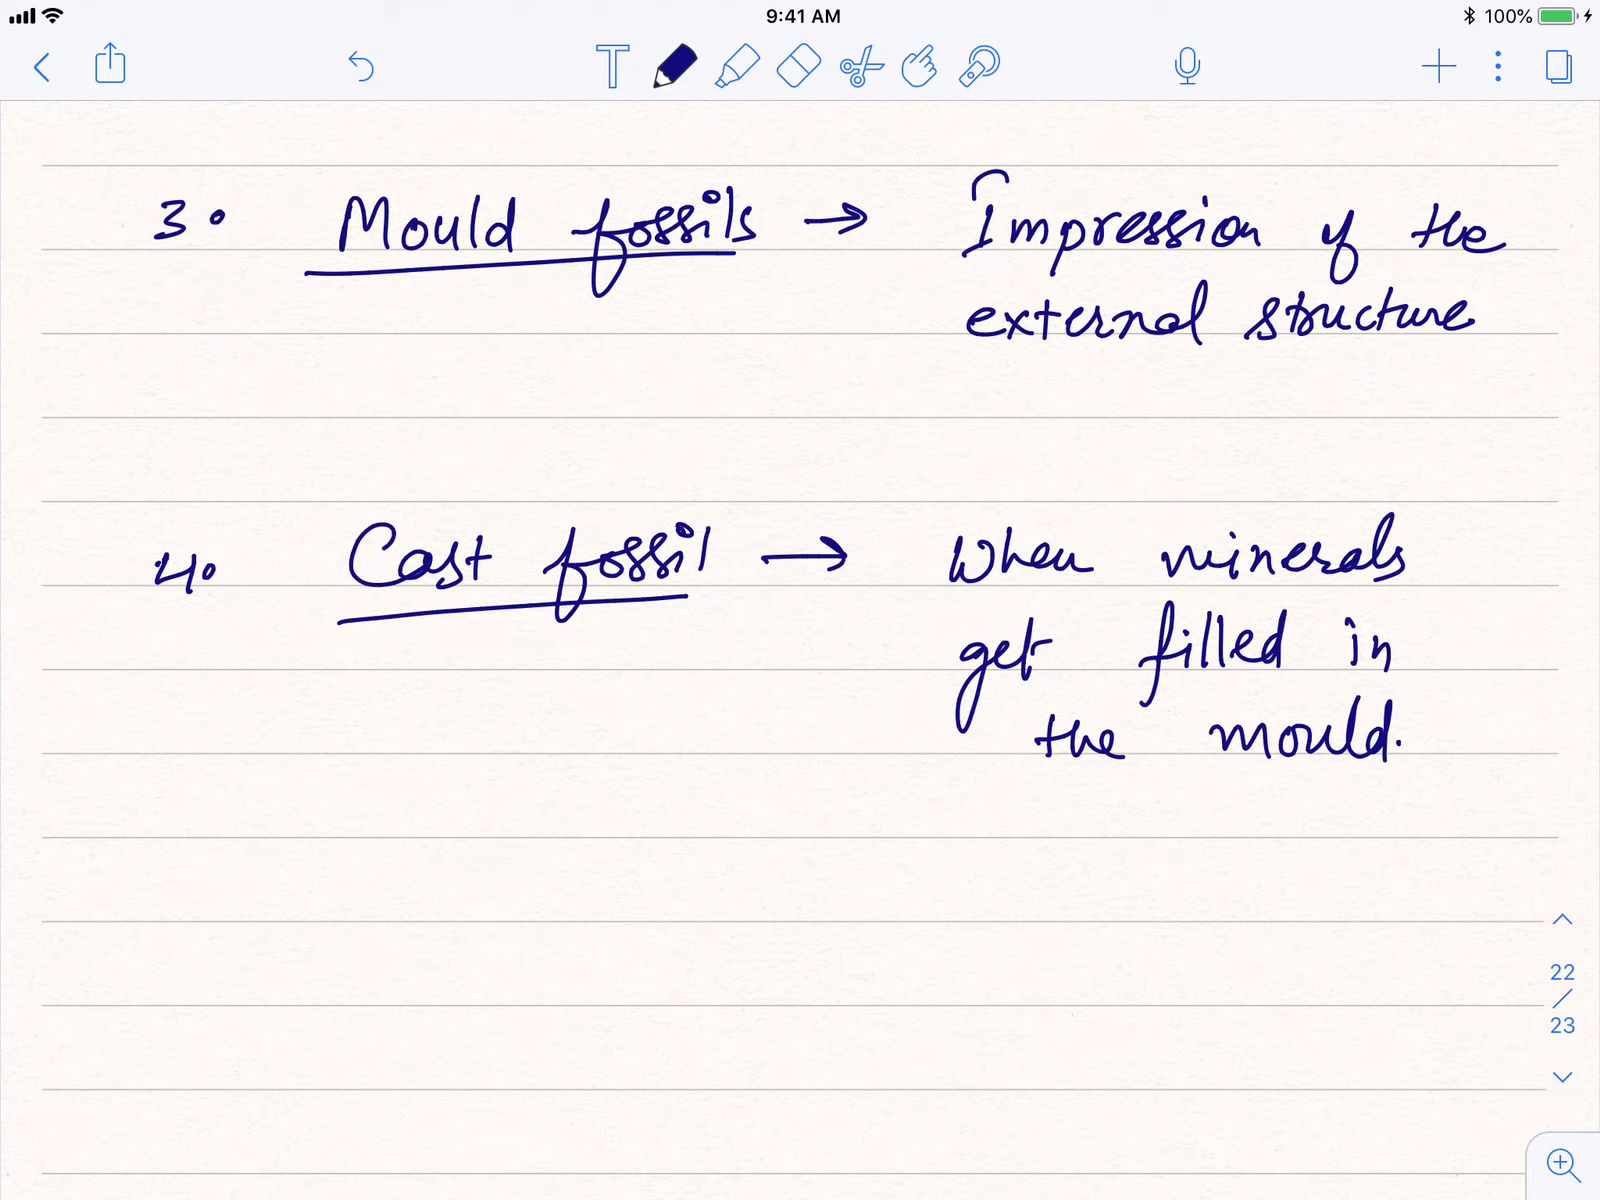 9:41 AM
100%
3. Mould fossils → Impression of the
external structure
4. Cast fossil → When minerals
get filled in
the mould.
22
/
23